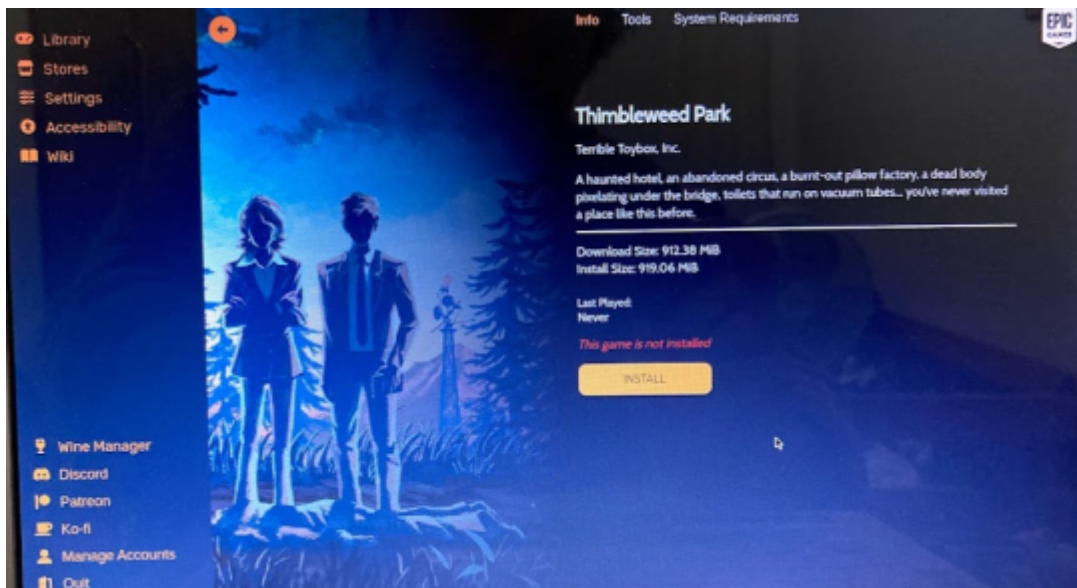 Library
Stores
Settings
Accessibility
Wiki
Wine Manager
Discord
Patreon
Ko-fi
Manage Accounts
Quit
Info Tools System Requirements
EPIC
GAMES
Thimbleweed Park
Terrible Toybox, Inc.
A haunted hotel, an abandoned circus, a burnt-out pillow factory, a dead body
pixelating under the bridge, toilets that run on vacuum tubes... you've never visited
a place like this before.
Download Size: 912.38 MiB
Install Size: 919.06 MiB
Last Played:
Never
This game is not installed
INSTALL